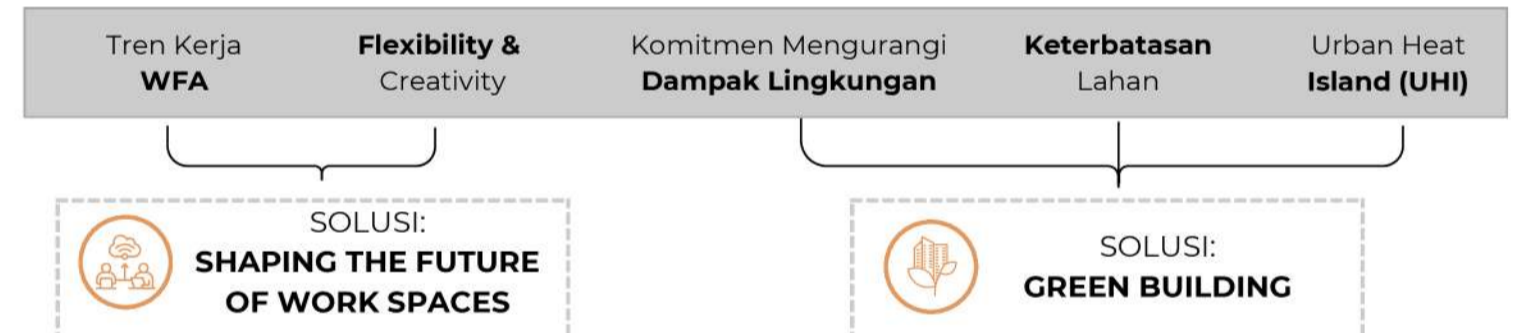 Tren Kerja
WFA
Flexibility &
Creativity
Komitmen Mengurangi
Dampak Lingkungan
Keterbatasan
Lahan
Urban Heat
Island (UHI)
SOLUSI:
SHAPING THE FUTURE
OF WORK SPACES
SOLUSI:
GREEN BUILDING